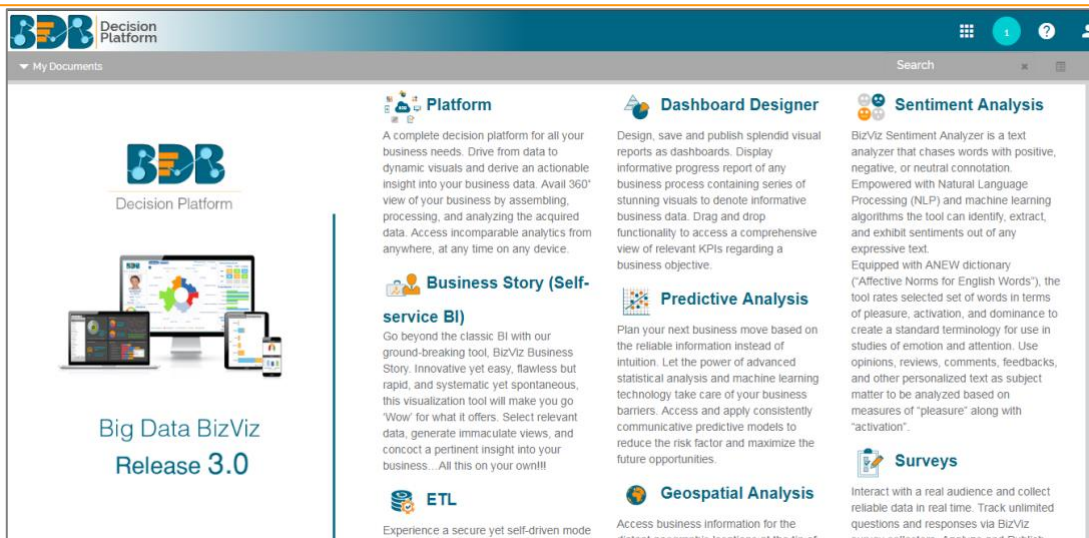 BDB Decision
Platform
1
?
My Documents
Search
BDB
Decision Platform
Big Data BizViz
Release 3.0
Platform
A complete decision platform for all your
business needs. Drive from data to
dynamic visuals and derive an actionable
insight into your business data. Avail 360°
view of your business by assembling,
processing, and analyzing the acquired
data. Access incomparable analytics from
anywhere, at any time on any device.
Business Story (Self-
service BI)
Go beyond the classic BI with our
ground-breaking tool, BizViz Business
Story. Innovative yet easy, flawless but
rapid, and systematic yet spontaneous,
this visualization tool will make you go
'Wow' for what it offers. Select relevant
data, generate immaculate views, and
concoct a pertinent insight into your
business…All this on your own!!!
ETL
Experience a secure yet self-driven mode
Dashboard Designer
Design, save and publish splendid visual
reports as dashboards. Display
informative progress report of any
business process containing series of
stunning visuals to denote informative
business data. Drag and drop
functionality to access a comprehensive
view of relevant KPIs regarding a
business objective.
Predictive Analysis
Plan your next business move based on
the reliable information instead of
intuition. Let the power of advanced
statistical analysis and machine learning
technology take care of your business
barriers. Access and apply consistently
communicative predictive models to
reduce the risk factor and maximize the
future opportunities.
Geospatial Analysis
Access business information for the
Sentiment Analysis
BizViz Sentiment Analyzer is a text
analyzer that chases words with positive,
negative, or neutral connotation.
Empowered with Natural Language
Processing (NLP) and machine learning
algorithms the tool can identify, extract,
and exhibit sentiments out of any
expressive text.
Equipped with ANEW dictionary
("Affective Norms for English Words"), the
tool rates selected set of words in terms
of pleasure, activation, and dominance to
create a standard terminology for use in
studies of emotion and attention. Use
opinions, reviews, comments, feedbacks,
and other personalized text as subject
matter to be analyzed based on
measures of "pleasure" along with
"activation".
Surveys
Interact with a real audience and collect
reliable data in real time. Track unlimited
questions and responses via BizViz